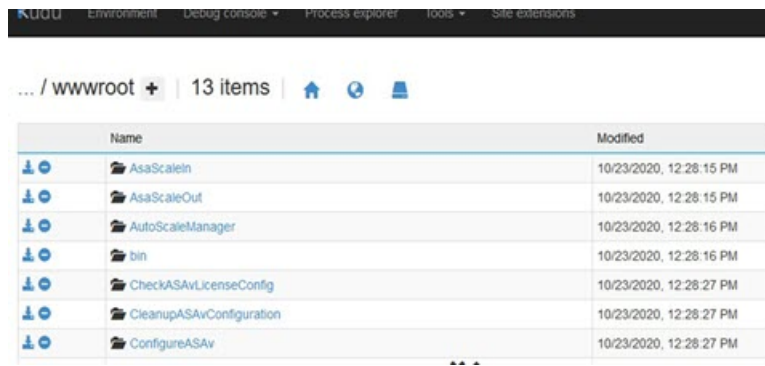 Kudu Environment Debug console Process explorer Tools Site extensions
... / wwwroot + 13 items
Name Modified
AsaScaleIn 10/23/2020, 12:28:15 PM
AsaScaleOut 10/23/2020, 12:28:15 PM
AutoScaleManager 10/23/2020, 12:28:16 PM
bin 10/23/2020, 12:28:16 PM
CheckASAvLicenseConfig 10/23/2020, 12:28:27 PM
CleanupASAvConfiguration 10/23/2020, 12:28:27 PM
ConfigureASAv 10/23/2020, 12:28:27 PM